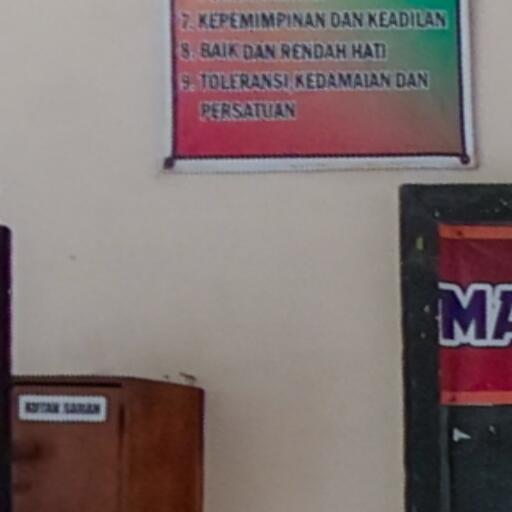 7. KEPEMIMPINAN DAN KEADILAN
8. BAIK DAN RENDAH HATI
9. TOLERANSI, KEDAMAIAN DAN
PERSATUAN
MA
KOTAK SARAN